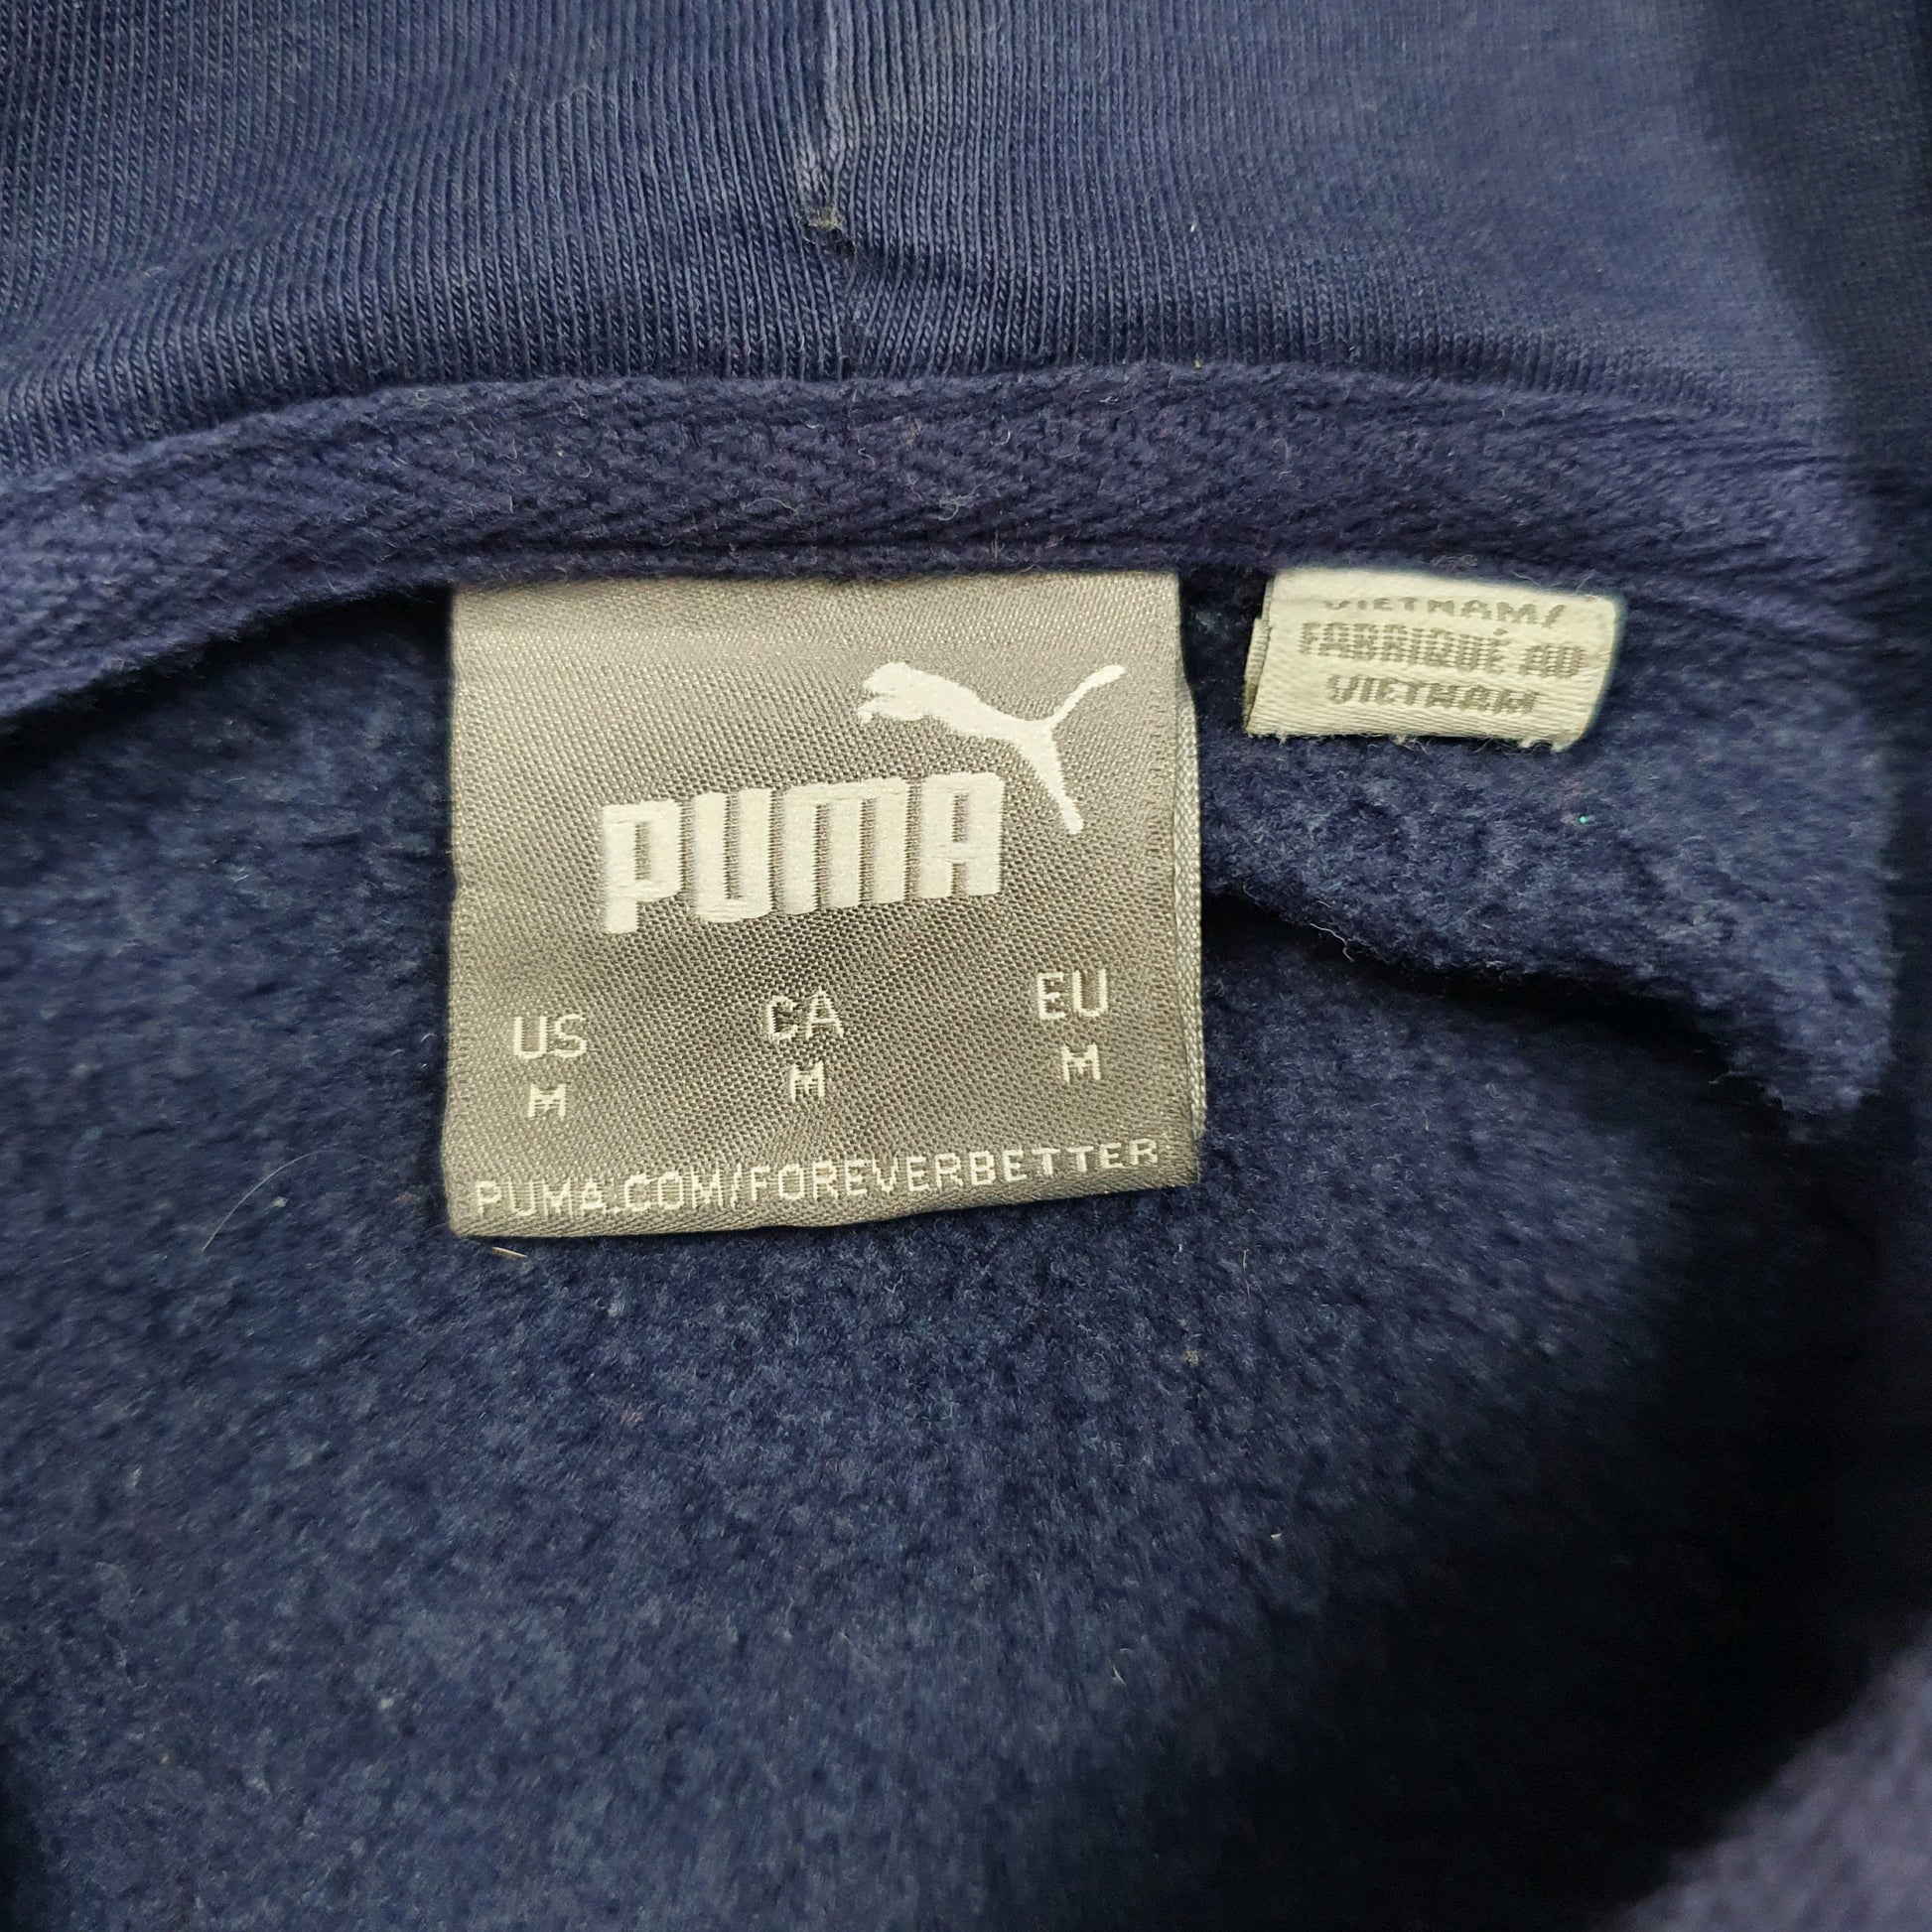 PUMA
US CA EU
M M M
PUMA.COM/FOREVERBETTER
VIETNAM/
FABRIQUÉ AU
VIETNAM